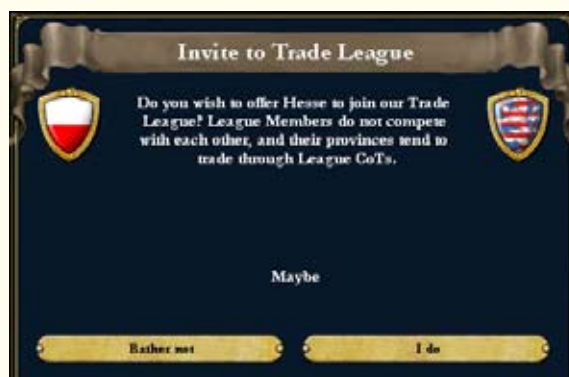 Invite to Trade League
Do you wish to offer Hesse to join our Trade
League? League Members do not compete
with each other, and their provinces tend to
trade through League CoTs.
Maybe
Rather not
I do